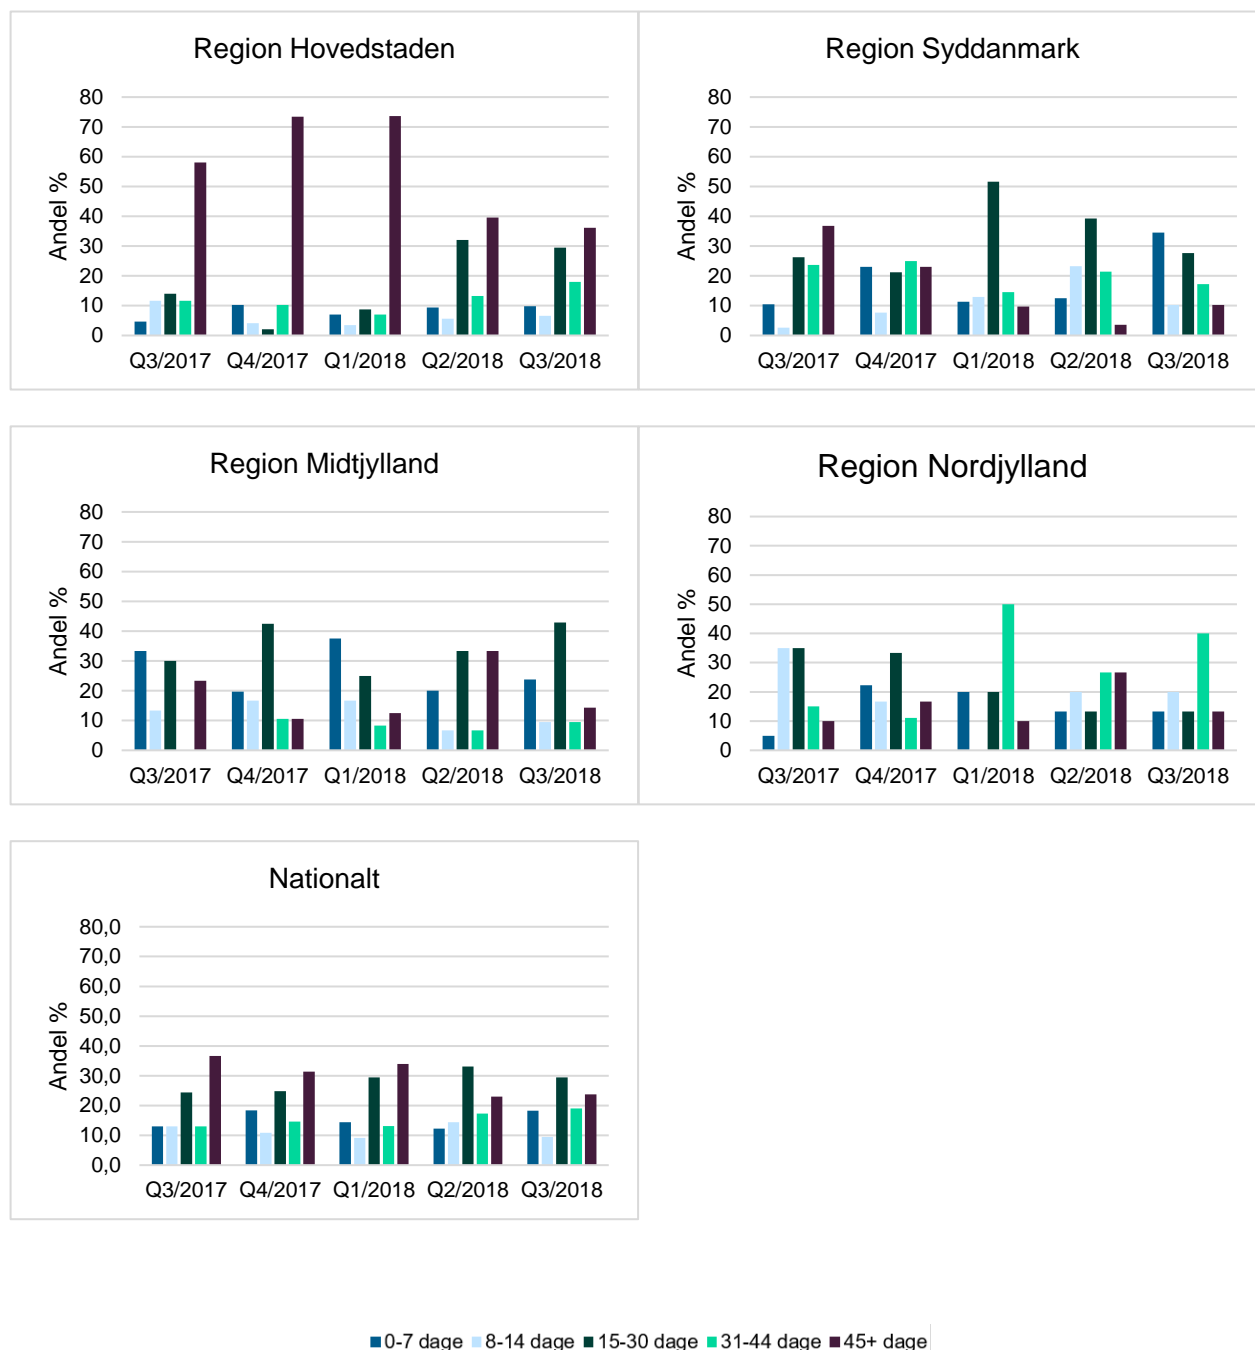 Region Hovedstaden
80
70
60
50
40
30
20
10
0
Andel %
Q3/2017 Q4/2017 Q1/2018 Q2/2018 Q3/2018
Region Syddanmark
80
70
60
50
40
30
20
10
0
Andel %
Q3/2017 Q4/2017 Q1/2018 Q2/2018 Q3/2018
Region Midtjylland
80
70
60
50
40
30
20
10
0
Andel %
Q3/2017 Q4/2017 Q1/2018 Q2/2018 Q3/2018
Region Nordjylland
80
70
60
50
40
30
20
10
0
Andel %
Q3/2017 Q4/2017 Q1/2018 Q2/2018 Q3/2018
Nationalt
80,0
70,0
60,0
50,0
40,0
30,0
20,0
10,0
0,0
Andel %
Q3/2017 Q4/2017 Q1/2018 Q2/2018 Q3/2018
0-7 dage 8-14 dage 15-30 dage 31-44 dage 45+ dage